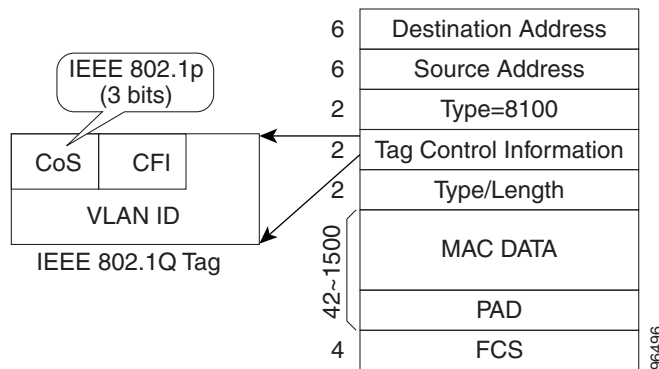 6 Destination Address
6 Source Address
2 Type=8100
2 Tag Control Information
2 Type/Length
42~1500
MAC DATA
PAD
4 FCS
IEEE 802.1p
(3 bits)
CoS CFI
VLAN ID
IEEE 802.1Q Tag
96496